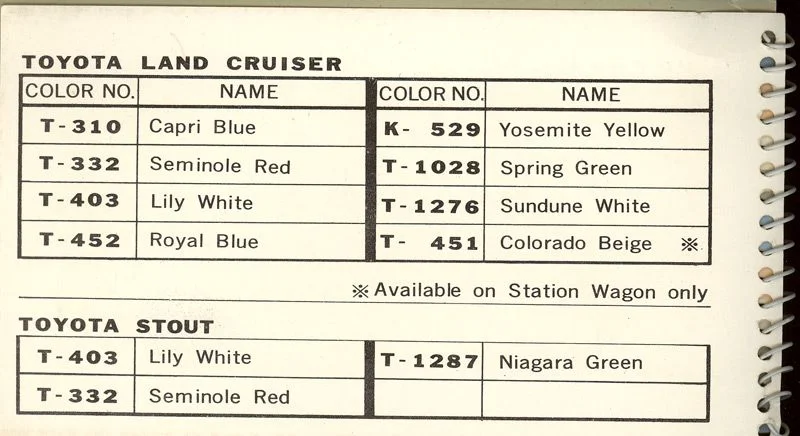 TOYOTA LAND CRUISER
COLOR NO. NAME COLOR NO. NAME
T-310 Capri Blue K- 529 Yosemite Yellow
T-332 Seminole Red T-1028 Spring Green
T-403 Lily White T-1276 Sundune White
T-452 Royal Blue T- 451 Colorado Beige ※
※ Available on Station Wagon only
TOYOTA STOUT
T-403 Lily White T-1287 Niagara Green
T-332 Seminole Red